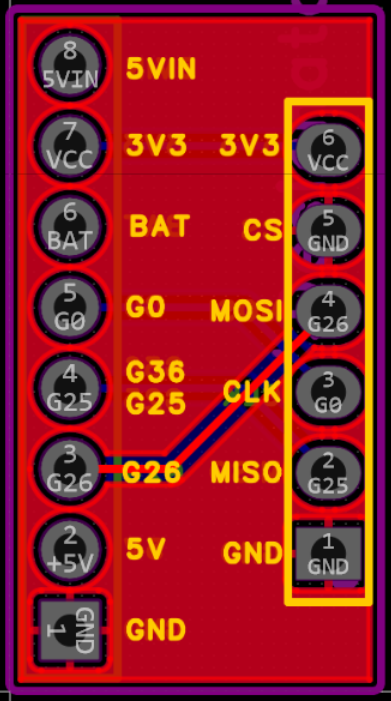 8
5VIN
5VIN
7
VCC
3V3
3V3
6
VCC
6
BAT
BAT
CS
5
GND
5
G0
G0
MOSI
4
G26
4
G25
G36
G25
CLK
3
G0
3
G26
G26
MISO
2
G25
2
+5V
5V
GND
1
GND
1
GND
GND